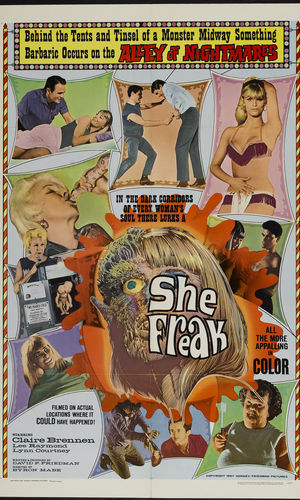 Behind the Tents and Tinsel of a Monster Midway Something
Barbaric Occurs on the ALLEY OF NIGHTMARES
IN THE DARK CORRIDORS
OF EVERY WOMAN'S
SOUL THERE LURKS A
She
Freak
ALL
THE MORE
APPALLING
IN
COLOR
FILMED ON ACTUAL
LOCATIONS WHERE IT
COULD HAVE HAPPENED!
STARRING
Claire Brennen
Lee Raymond
Lynn Courtney
DAVID F. FRIEDMAN
DIRECTED BY
BYRON MABE